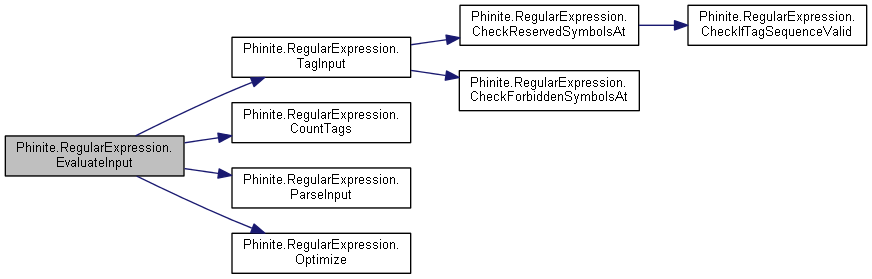 Phinite.RegularExpression.
EvaluateInput
Phinite.RegularExpression.
TagInput
Phinite.RegularExpression.
CheckReservedSymbolsAt
Phinite.RegularExpression.
CheckIfTagSequenceValid
Phinite.RegularExpression.
CheckForbiddenSymbolsAt
Phinite.RegularExpression.
CountTags
Phinite.RegularExpression.
ParseInput
Phinite.RegularExpression.
Optimize